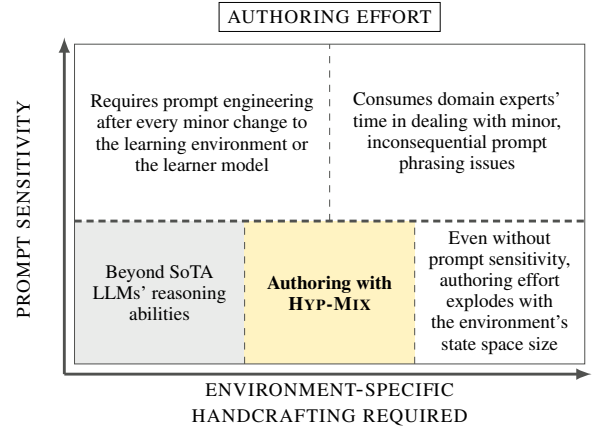 AUTHORING EFFORT
PROMPT SENSITIVITY
Requires prompt engineering
after every minor change to
the learning environment or
the learner model
Consumes domain experts'
time in dealing with minor,
inconsequential prompt
phrasing issues
Beyond SoTA
LLMs' reasoning
abilities
Authoring with
HYP-MIX
Even without
prompt sensitivity,
authoring effort
explodes with
the environment's
state space size
ENVIRONMENT-SPECIFIC
HANDCRAFTING REQUIRED